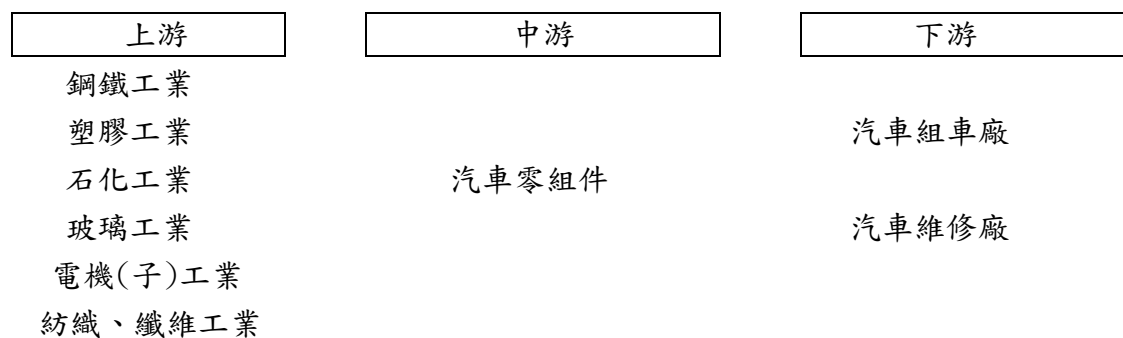 上游
中游
下游
鋼鐵工業
塑膠工業
汽車組車廠
石化工業
汽車零組件
玻璃工業
汽車維修廠
電機(子)工業
紡織、纖維工業